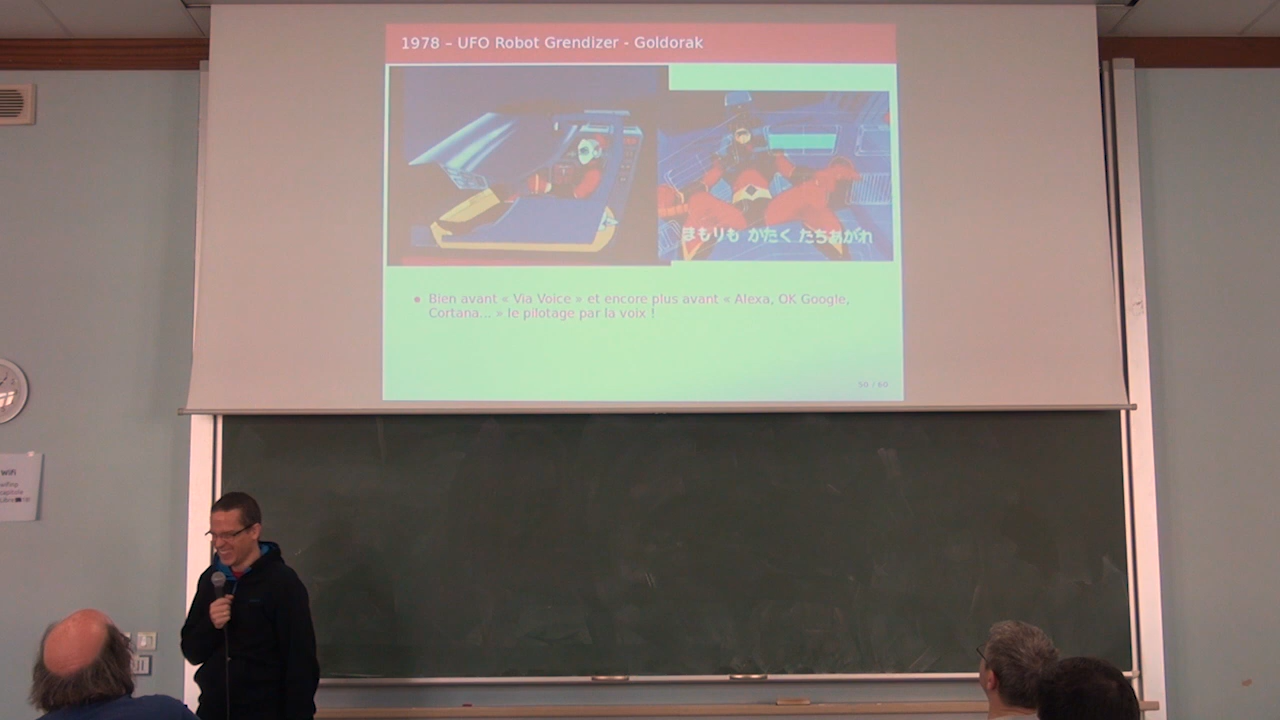 1978 – UFO Robot Grendizer - Goldorak
まもりも かたく たちあがれ
• Bien avant « Via Voice » et encore plus avant « Alexa, OK Google,
Cortana... » le pilotage par la voix !
50 / 60
WiFi